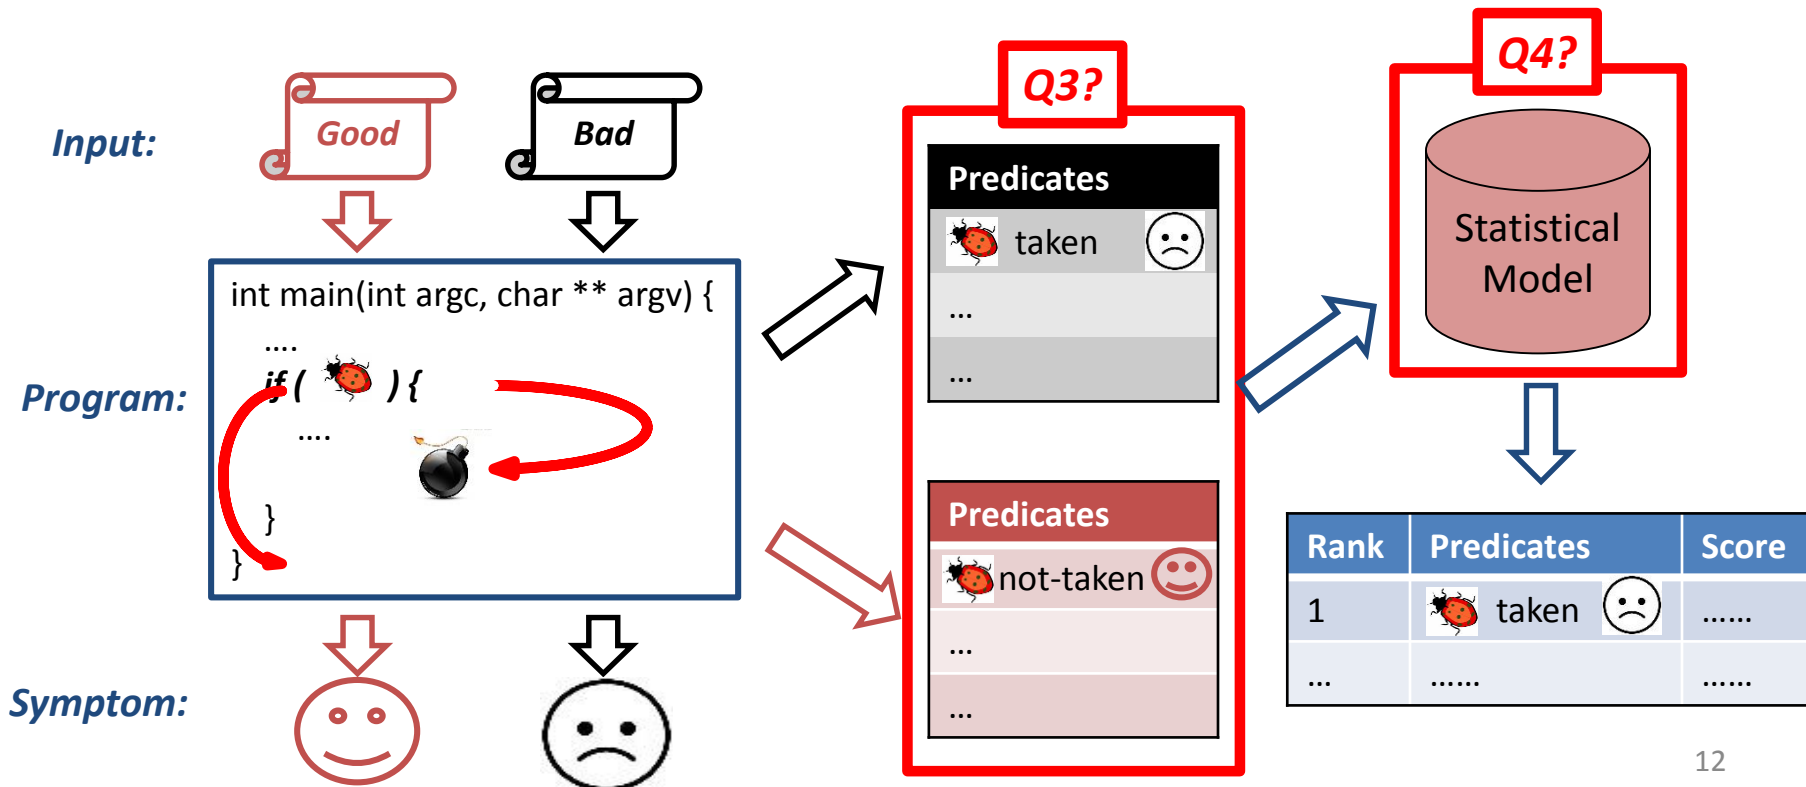 Input:
Good
Bad
Program:
int main(int argc, char ** argv) {
....
if ( ) {
....
}
}
Symptom:
Q3?
Predicates
taken
...
...
Predicates
not-taken
...
...
Q4?
Statistical
Model
Rank Predicates Score
1 taken ......
... ...... ......
12